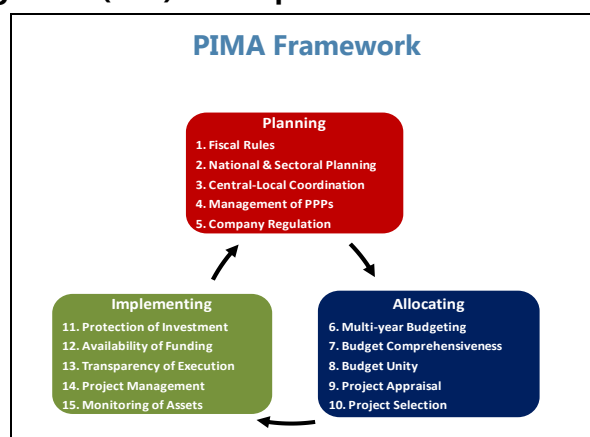 PIMA Framework
Planning
1. Fiscal Rules
2. National & Sectoral Planning
3. Central-Local Coordination
4. Management of PPPs
5. Company Regulation
Implementing
11. Protection of Investment
12. Availability of Funding
13. Transparency of Execution
14. Project Management
15. Monitoring of Assets
Allocating
6. Multi-year Budgeting
7. Budget Comprehensiveness
8. Budget Unity
9. Project Appraisal
10. Project Selection